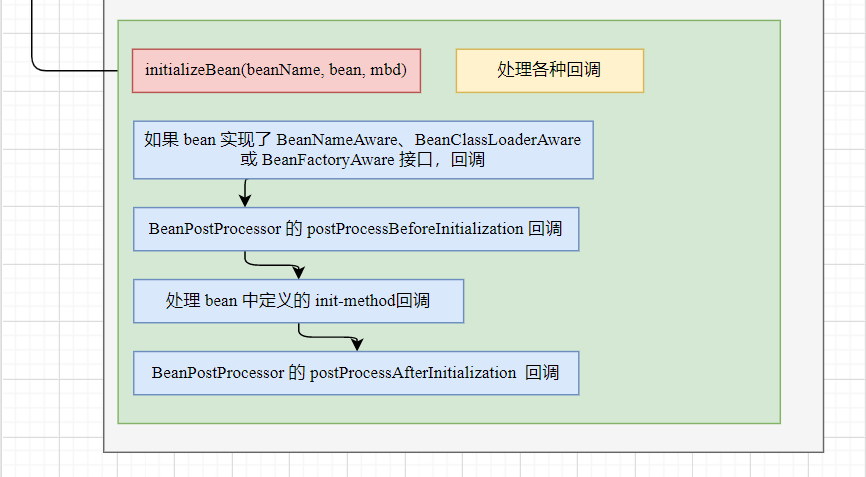 initializeBean(beanName, bean, mbd)
处理各种回调
如果 bean 实现了 BeanNameAware、BeanClassLoaderAware
或 BeanFactoryAware 接口，回调
BeanPostProcessor 的 postProcessBeforeInitialization 回调
处理 bean 中定义的 init-method回调
BeanPostProcessor 的 postProcessAfterInitialization 回调